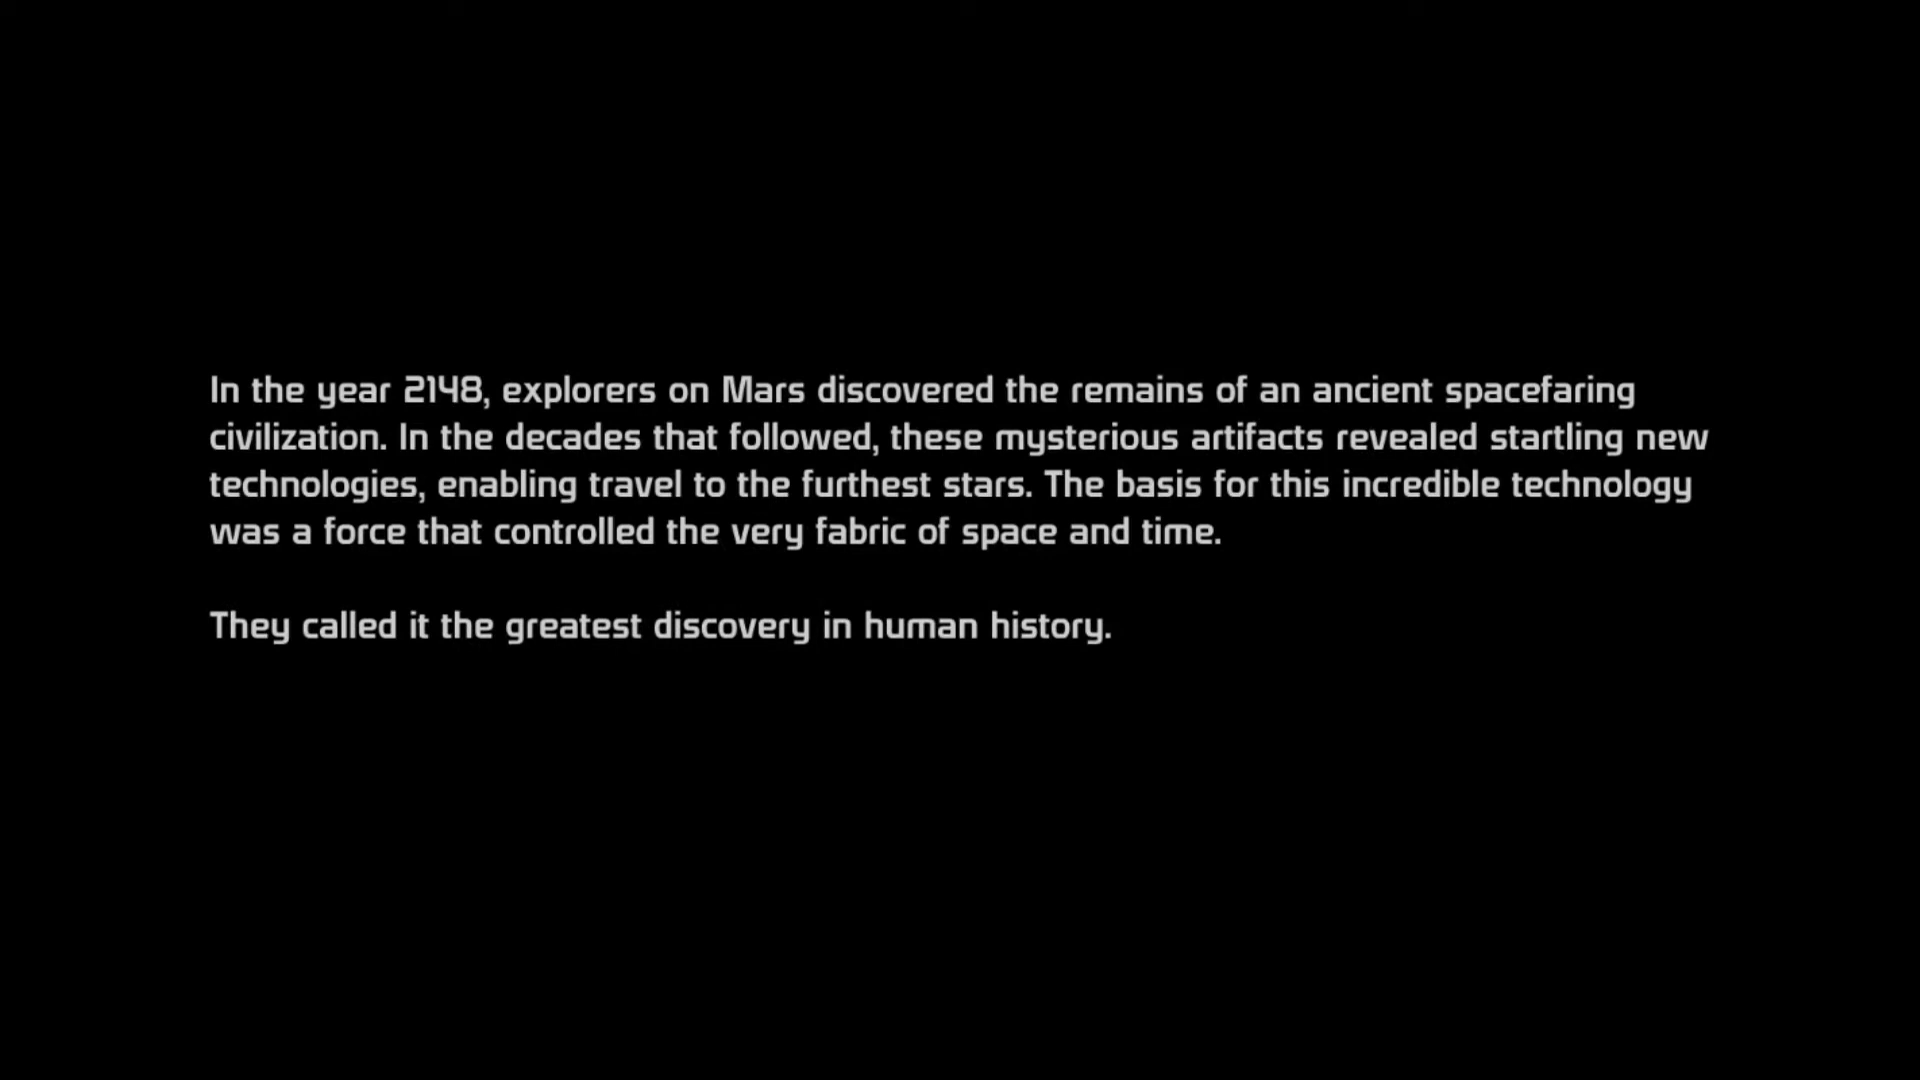 In the year 2148, explorers on Mars discovered the remains of an ancient spacefaring
civilization. In the decades that followed, these mysterious artifacts revealed startling new
technologies, enabling travel to the furthest stars. The basis for this incredible technology
was a force that controlled the very fabric of space and time.
They called it the greatest discovery in human history.